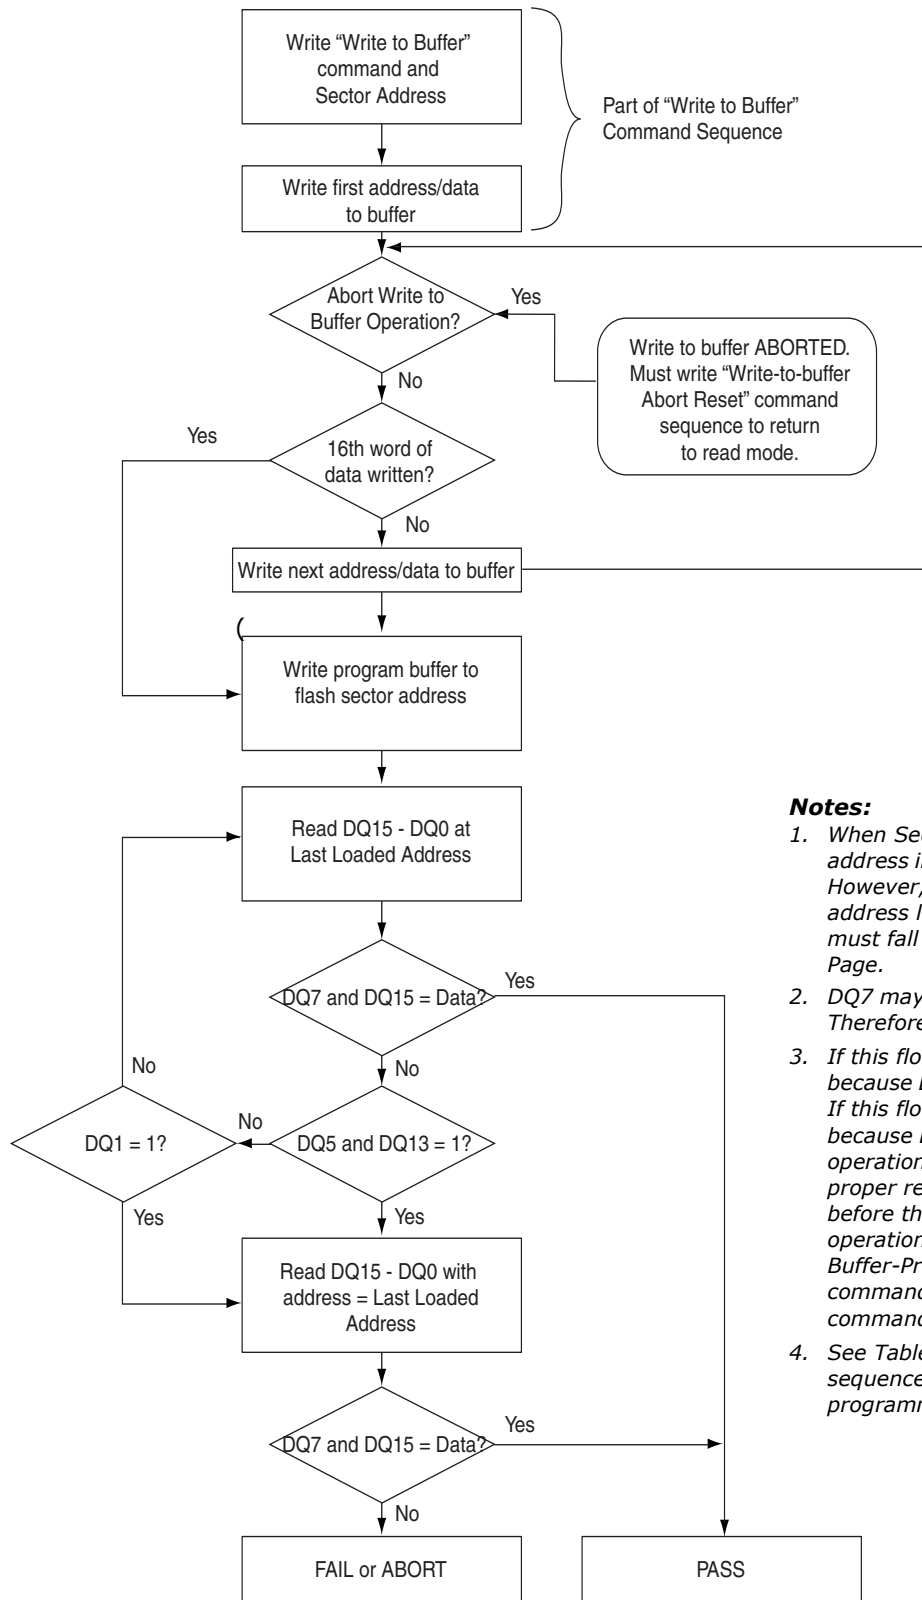 Write “Write to Buffer”
command and
Sector Address
Part of “Write to Buffer”
Command Sequence
Write first address/data
to buffer
Abort Write to
Buffer Operation?
Yes
No
Write to buffer ABORTED.
Must write “Write-to-buffer
Abort Reset” command
sequence to return
to read mode.
Yes
16th word of
data written?
No
Write next address/data to buffer
(
Write program buffer to
flash sector address
Read DQ15 - DQ0 at
Last Loaded Address
DQ7 and DQ15 = Data?
Yes
No
No
DQ1 = 1?
No
DQ5 and DQ13 = 1?
Yes
Yes
Read DQ15 - DQ0 with
address = Last Loaded
Address
DQ7 and DQ15 = Data?
Yes
No
FAIL or ABORT
PASS
Notes:
1. When Se
address i
However,
address l
must fall
Page.
2. DQ7 may
Therefore
3. If this flo
because
If this flo
because
operation
proper re
before th
operation
Buffer-Pr
command
command
4. See Table
sequence
program